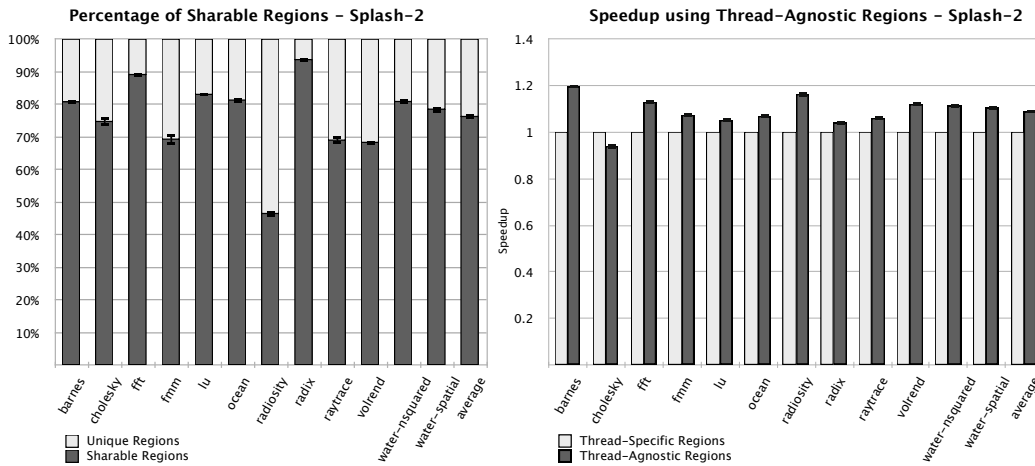 Percentage of Sharable Regions – Splash-2
100%
90%
80%
70%
60%
50%
40%
30%
20%
10%
barnes
cholesky
fft
fmm
lu
ocean
radiosity
radix
raytrace
volrend
water-nsquared
water-spatial
average
Unique Regions
Sharable Regions
Speedup using Thread-Agnostic Regions – Splash-2
Speedup
1.4
1.2
1
0.8
0.6
0.4
0.2
barnes
cholesky
fft
fmm
lu
ocean
radiosity
radix
raytrace
volrend
water-nsquared
water-spatial
average
Thread-Specific Regions
Thread-Agnostic Regions